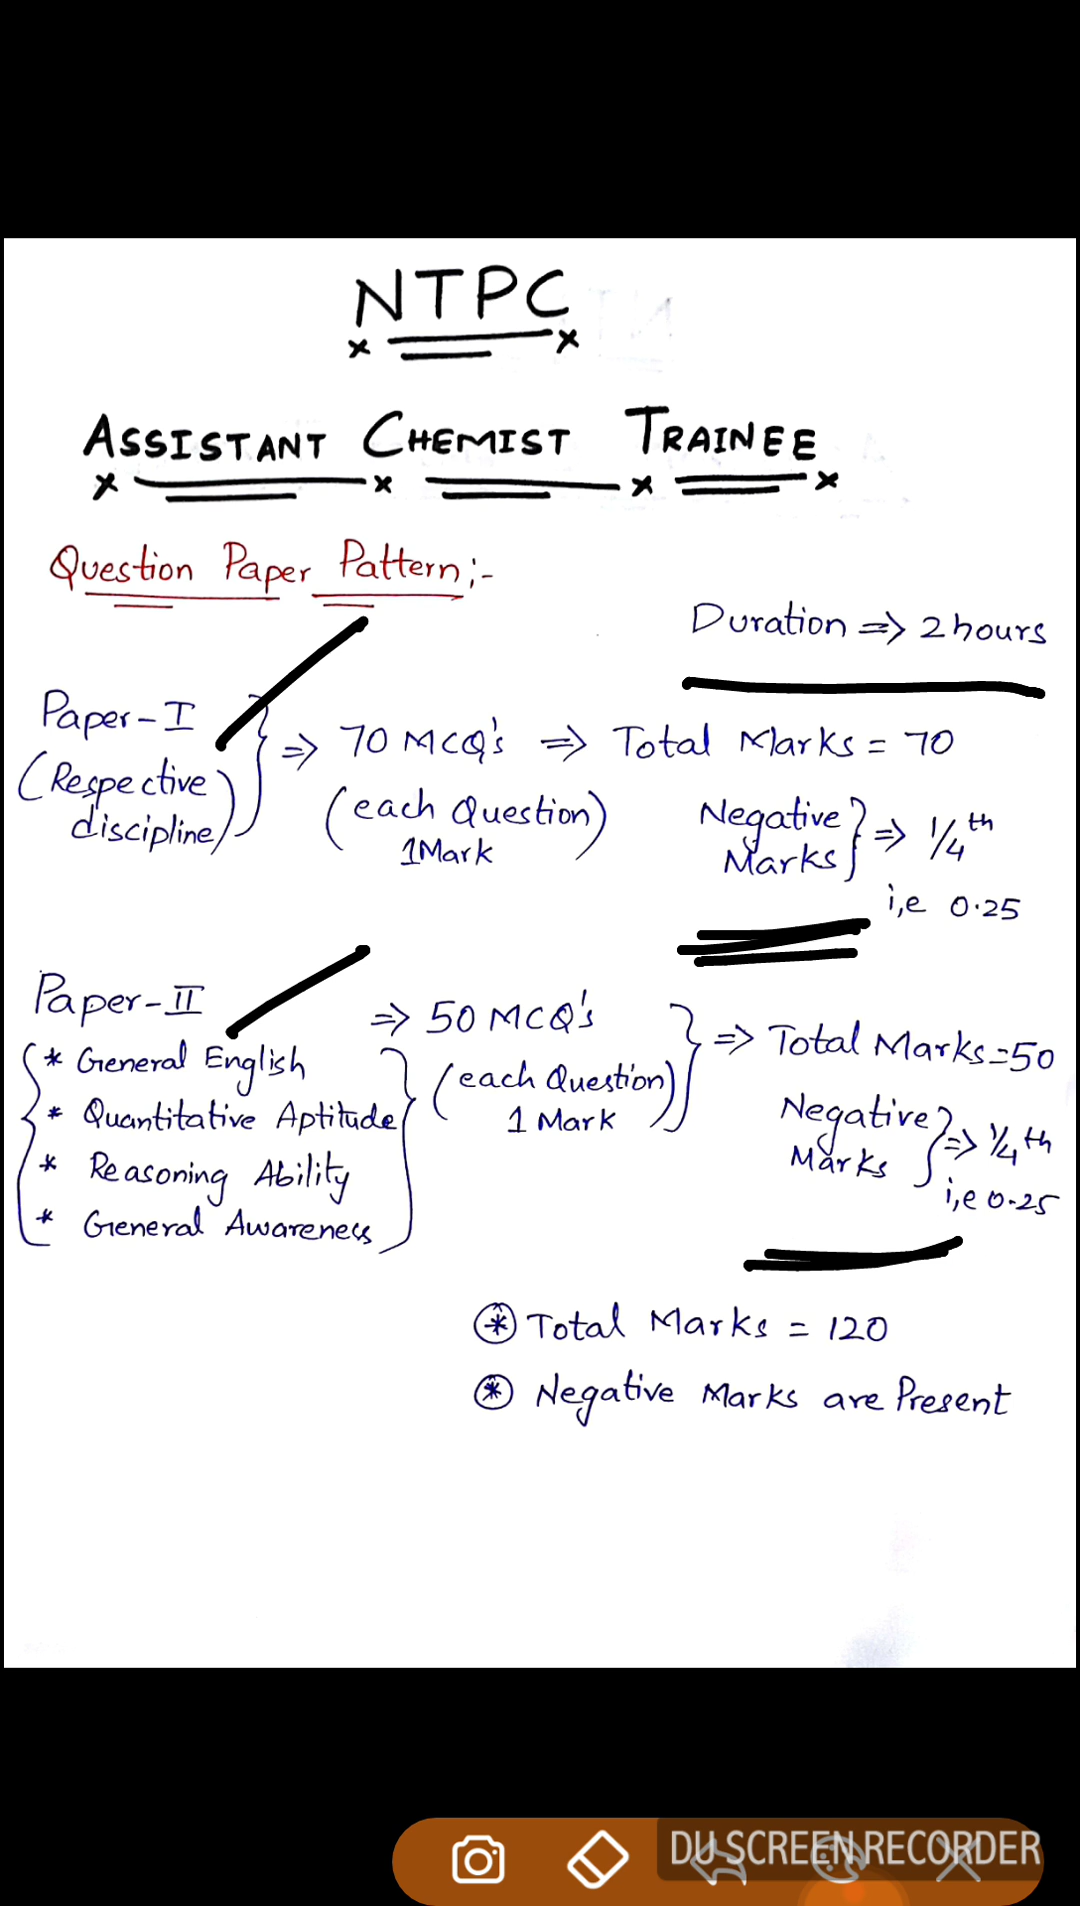 NTPC
ASSISTANT CHEMIST TRAINEE
Question Paper Pattern;-
Duration => 2 hours
Paper-I
(Respective discipline) } => 70 MCQ's => Total Marks = 70
(each Question) 1Mark
Negative Marks } => 1/4th
i,e 0.25
Paper-II => 50 MCQ's } => Total Marks=50
(each Question) 1 Mark
* General English
* Quantitative Aptitude
* Reasoning Ability
* General Awareness
Negative Marks } => 1/4th
i,e 0.25
* Total Marks = 120
* Negative Marks are Present
DU SCREEN RECORDER